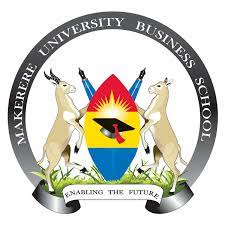 MAKERERE UNIVERSITY BUSINESS SCHOOL
ENABLING THE FUTURE